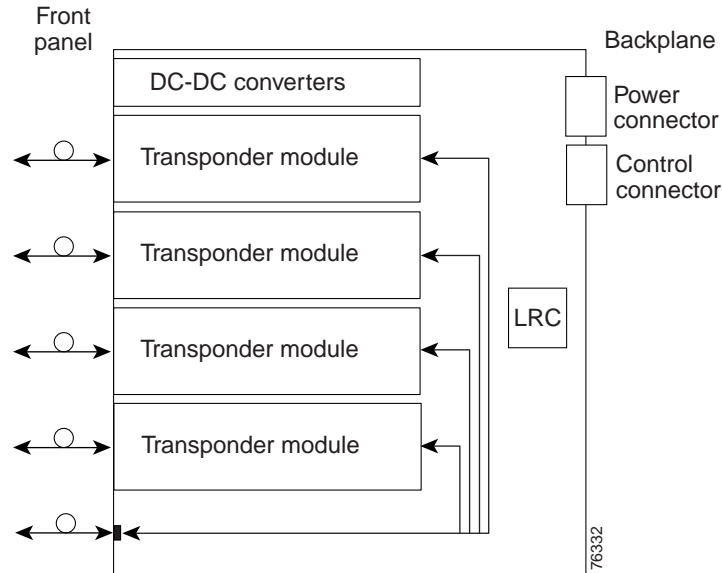 Front
panel
Backplane
DC-DC converters
Power
connector
Transponder module
Control
connector
Transponder module
LRC
Transponder module
Transponder module
76332